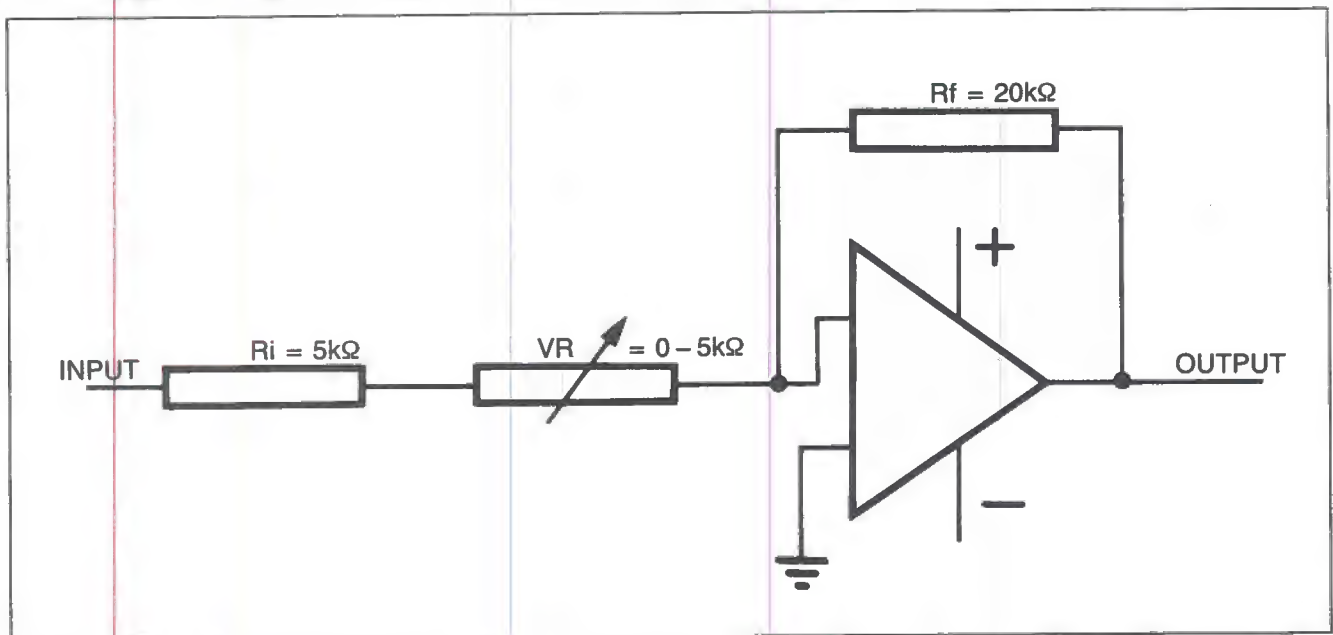 Rf = 20kΩ
+
Ri = 5kΩ
VR = 0 – 5kΩ
INPUT
OUTPUT
—